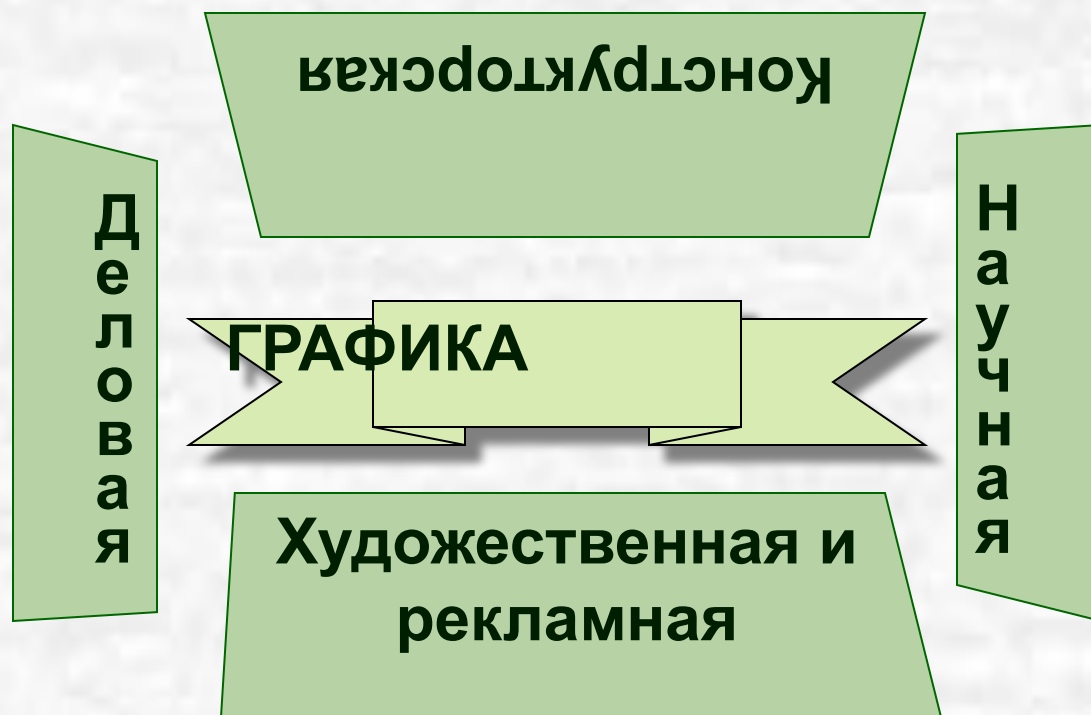 Конструкторская
Деловая
Научная
ГРАФИКА
Художественная и
рекламная